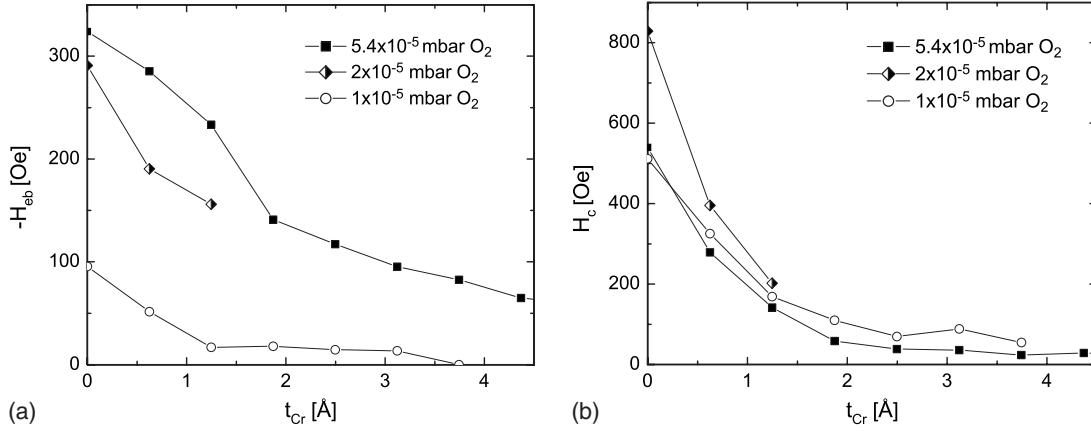 300
200
100
0
-H_eb [Oe]
5.4x10^-5 mbar O_2
2x10^-5 mbar O_2
1x10^-5 mbar O_2
0 1 2 3 4
(a) t_Cr [Å]
800
600
400
200
0
H_c [Oe]
5.4x10^-5 mbar O_2
2x10^-5 mbar O_2
1x10^-5 mbar O_2
0 1 2 3 4
(b) t_Cr [Å]